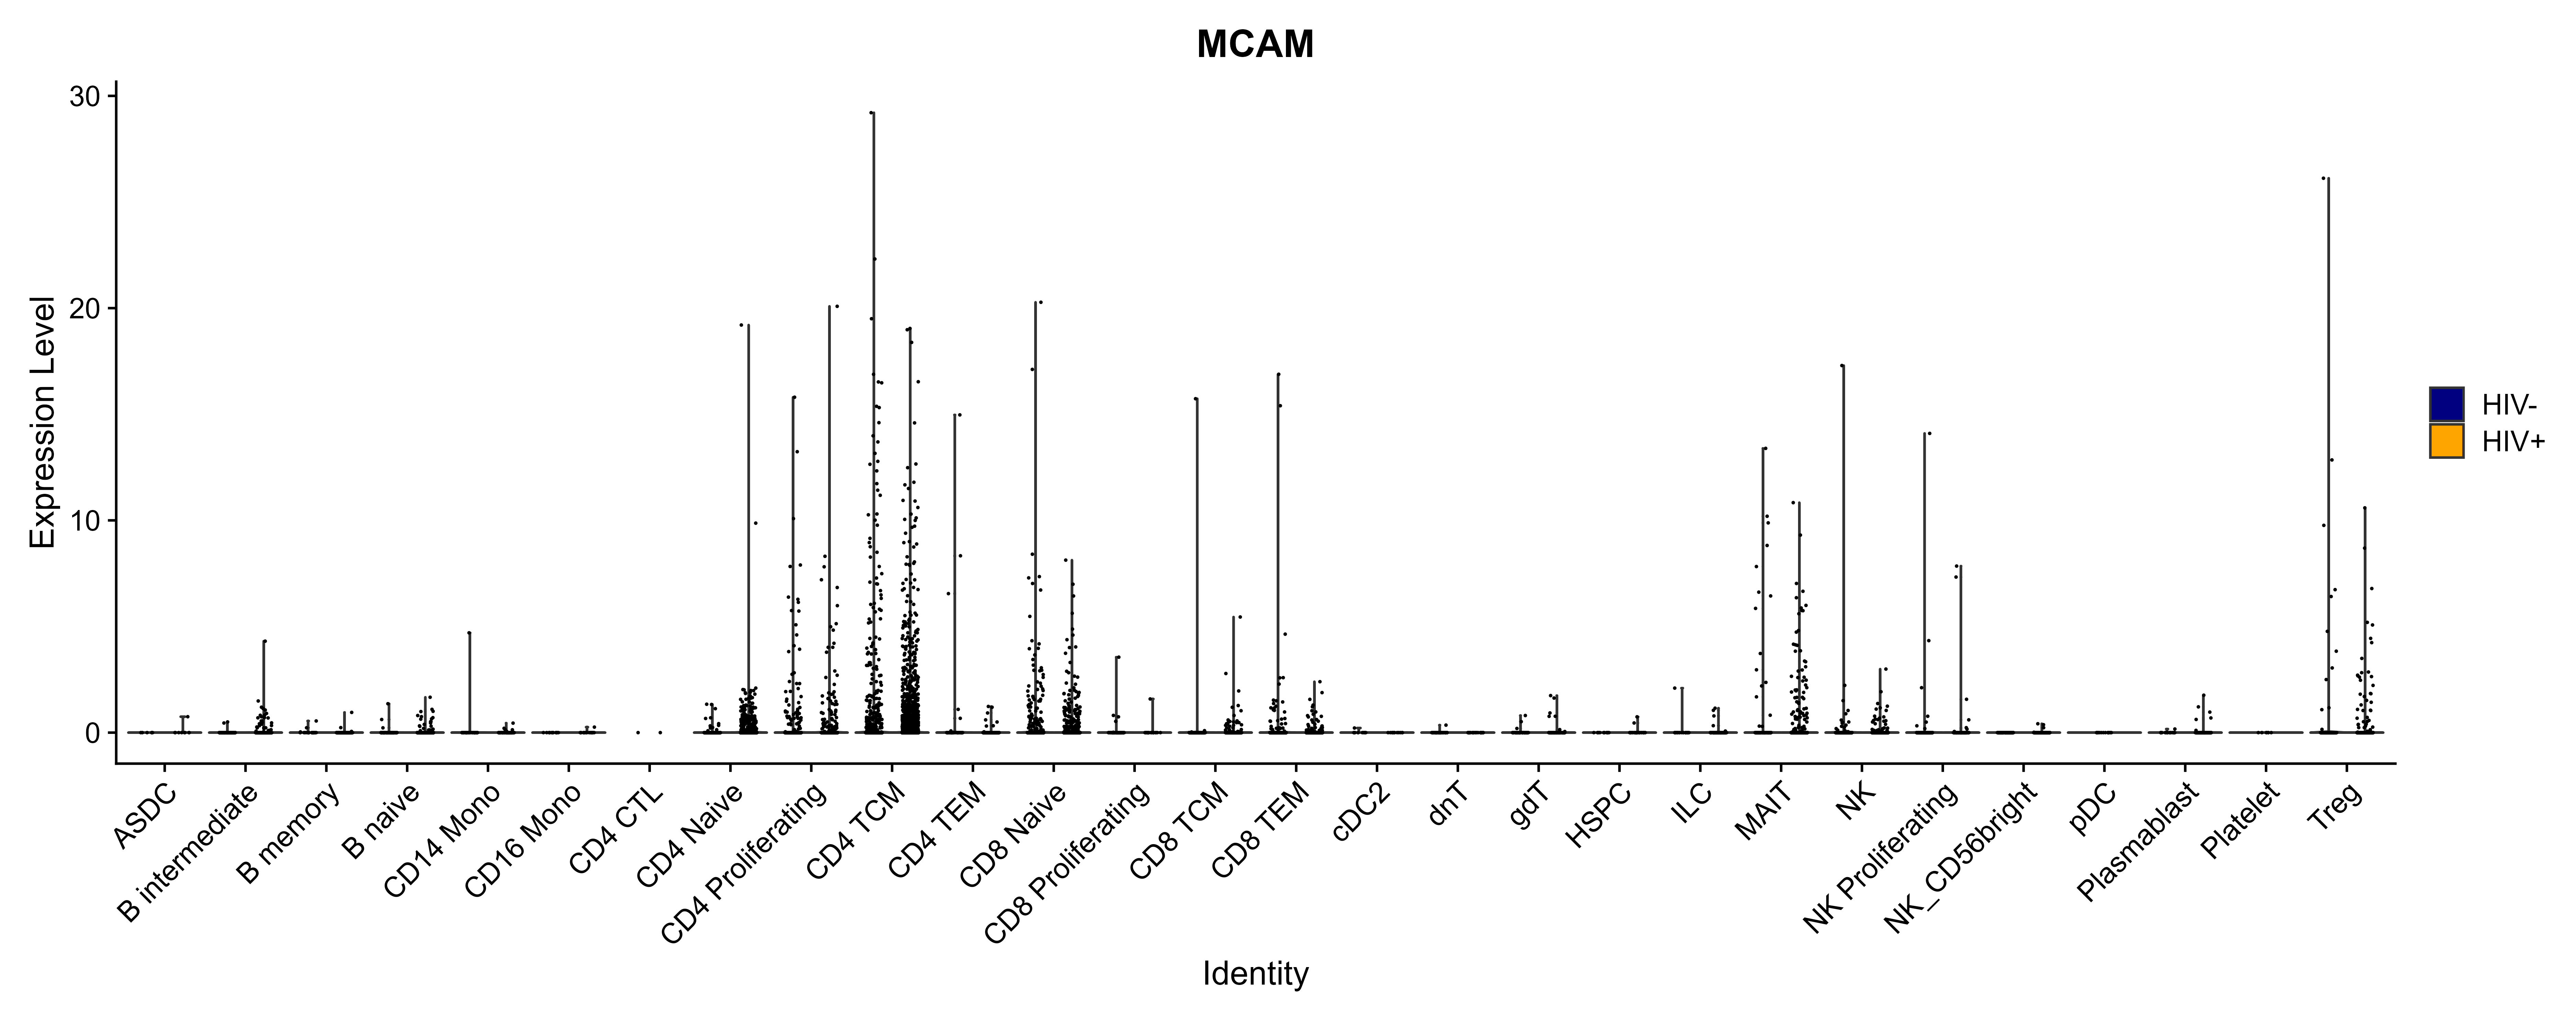 MCAM
Expression Level
30
20
10
0
HIV-
HIV+
ASDC
B intermediate
B memory
B naive
CD14 Mono
CD16 Mono
CD4 CTL
CD4 Naive
CD4 Proliferating
CD4 TCM
CD4 TEM
CD8 Naive
CD8 Proliferating
CD8 TCM
CD8 TEM
cDC2
dnT
gdT
HSPC
ILC
MAIT
NK
NK Proliferating
NK_CD56bright
pDC
Plasmablast
Platelet
Treg
Identity